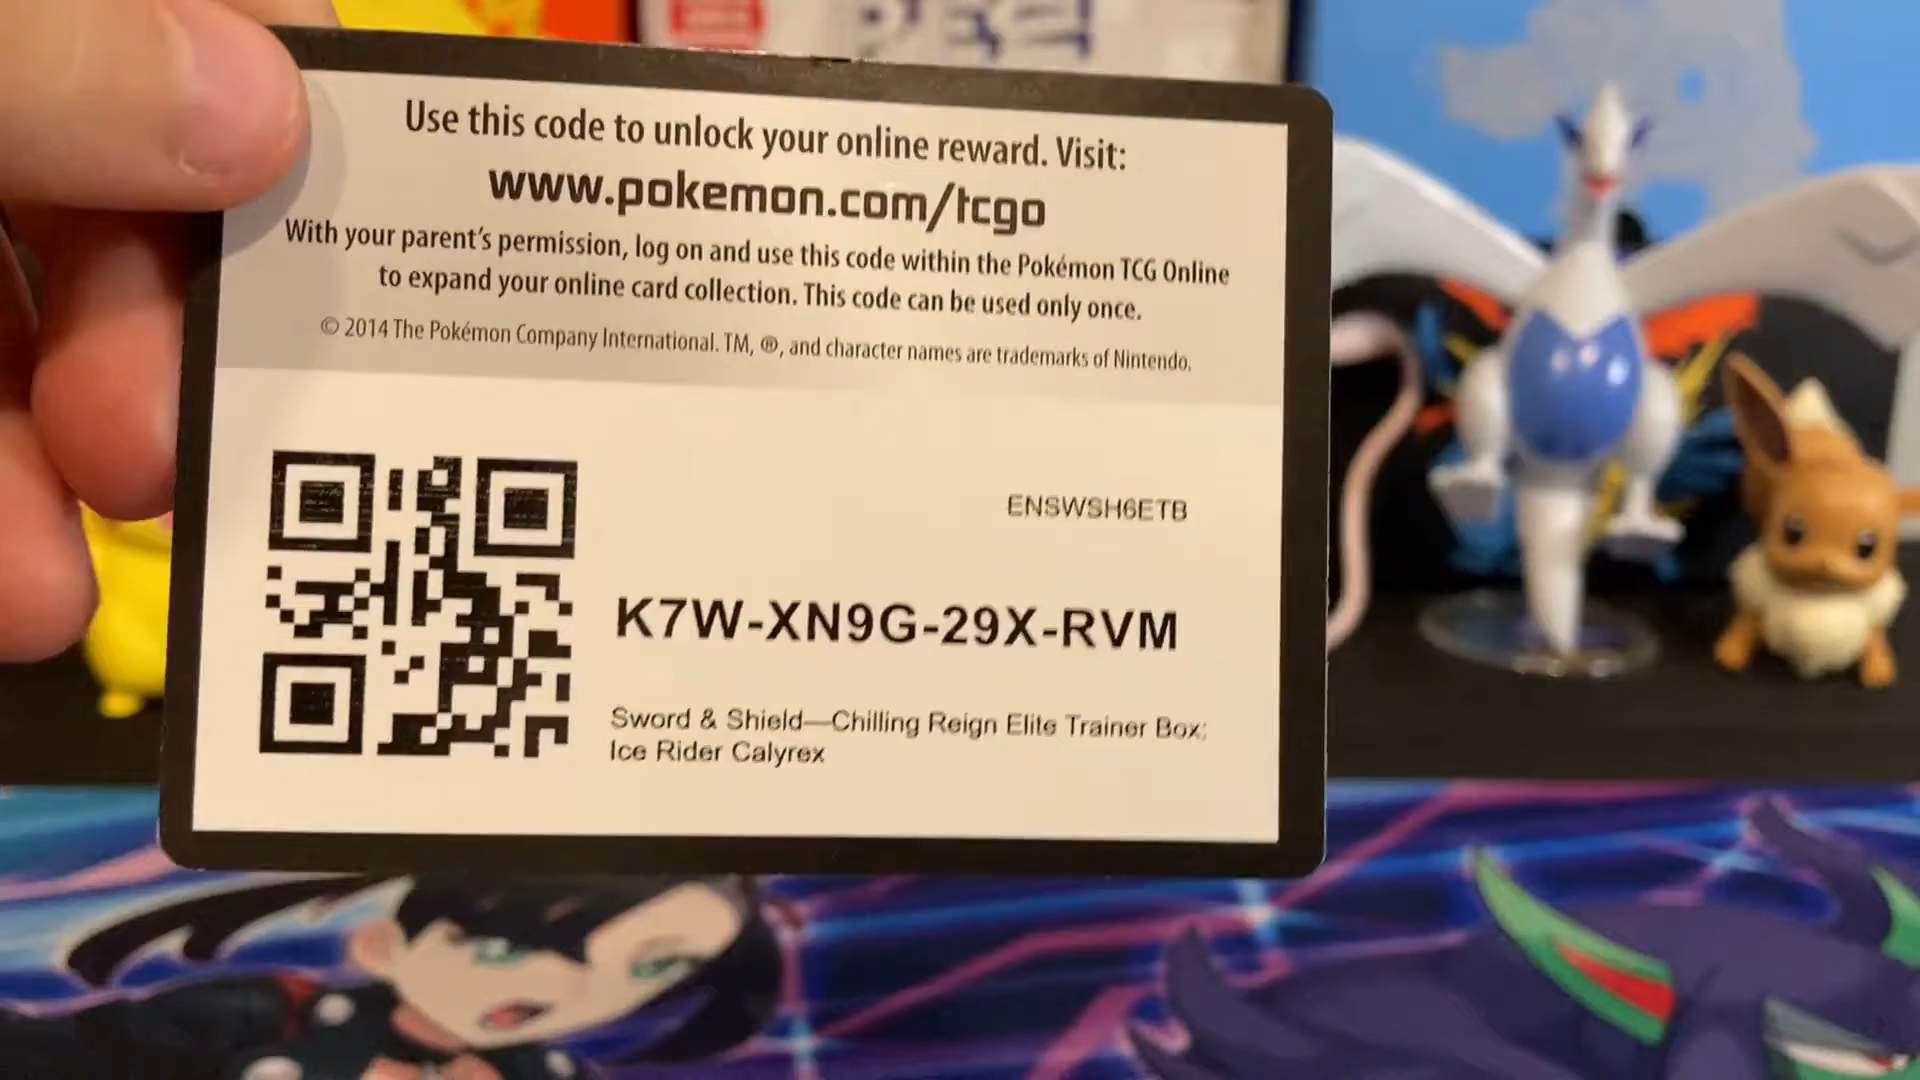 Use this code to unlock your online reward. Visit:
www.pokemon.com/tcgo
With your parent's permission, log on and use this code within the Pokémon TCG Online
to expand your online card collection. This code can be used only once.
© 2014 The Pokémon Company International. TM, ®, and character names are trademarks of Nintendo.
ENSWSH6ETB
K7W-XN9G-29X-RVM
Sword & Shield—Chilling Reign Elite Trainer Box:
Ice Rider Calyrex